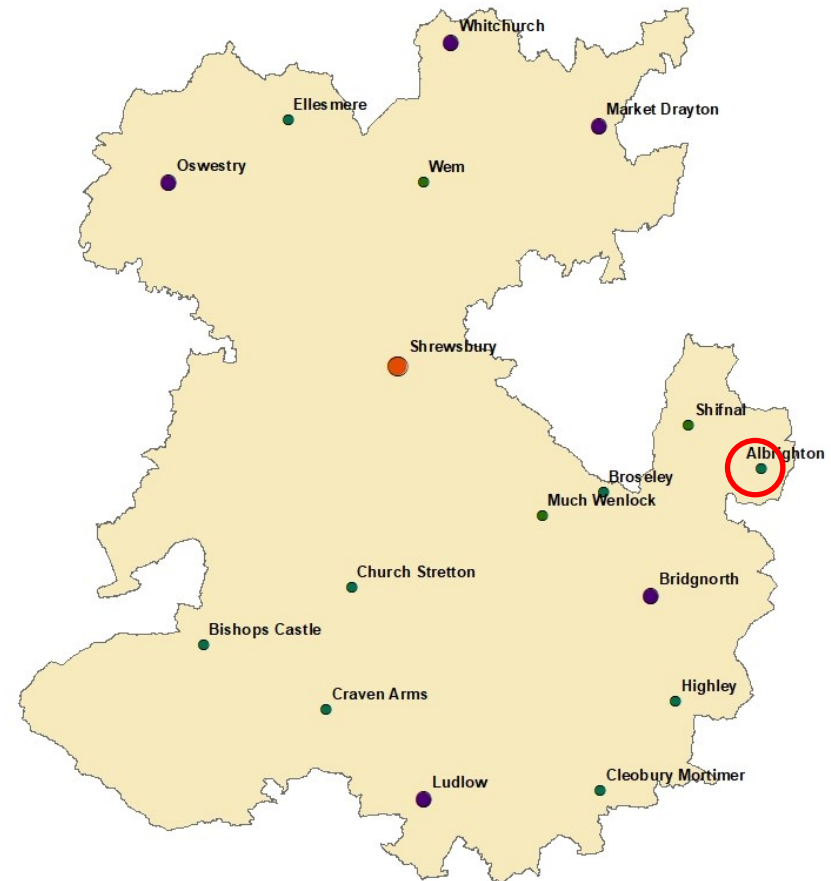 Whitchurch
Ellesmere
Market Drayton
Oswestry
Wem
Shrewsbury
Shifnal
Albrighton
Broseley
Much Wenlock
Church Stretton
Bridgnorth
Bishops Castle
Craven Arms
Highley
Ludlow
Cleobury Mortimer